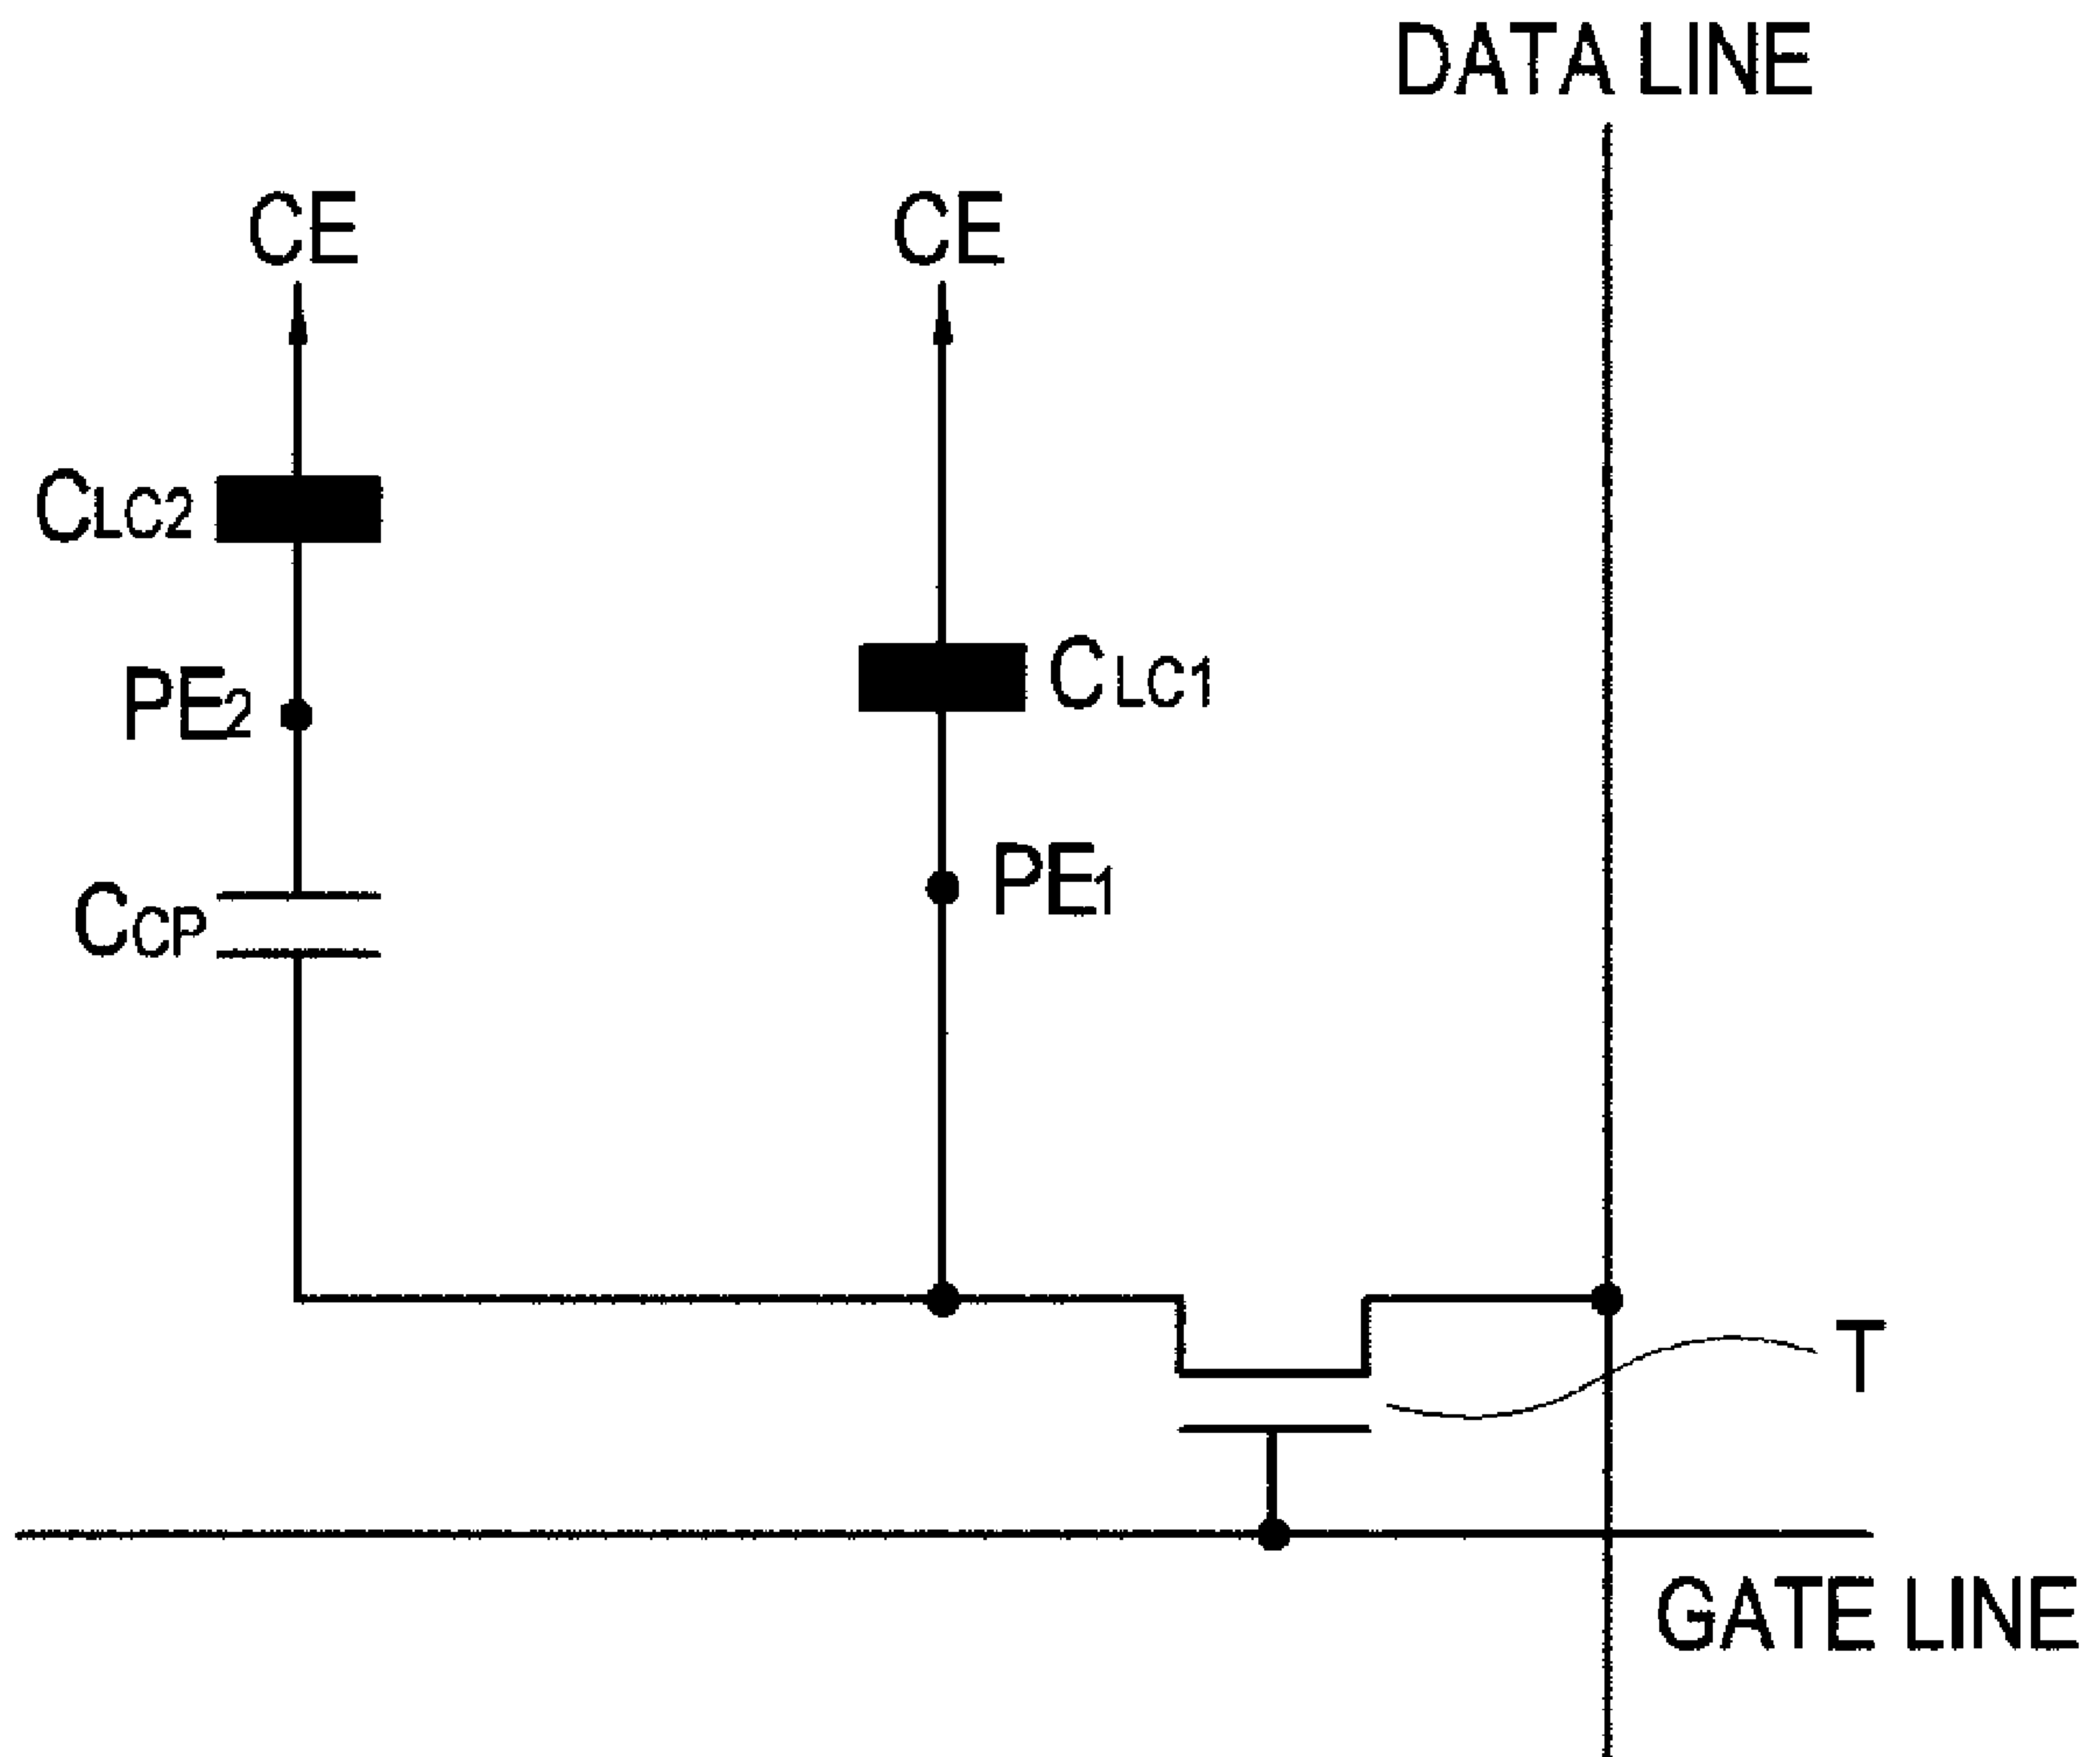 DATA LINE
CE
CE
CLC2
CLC1
PE2
PE1
CCP
T
GATE LINE